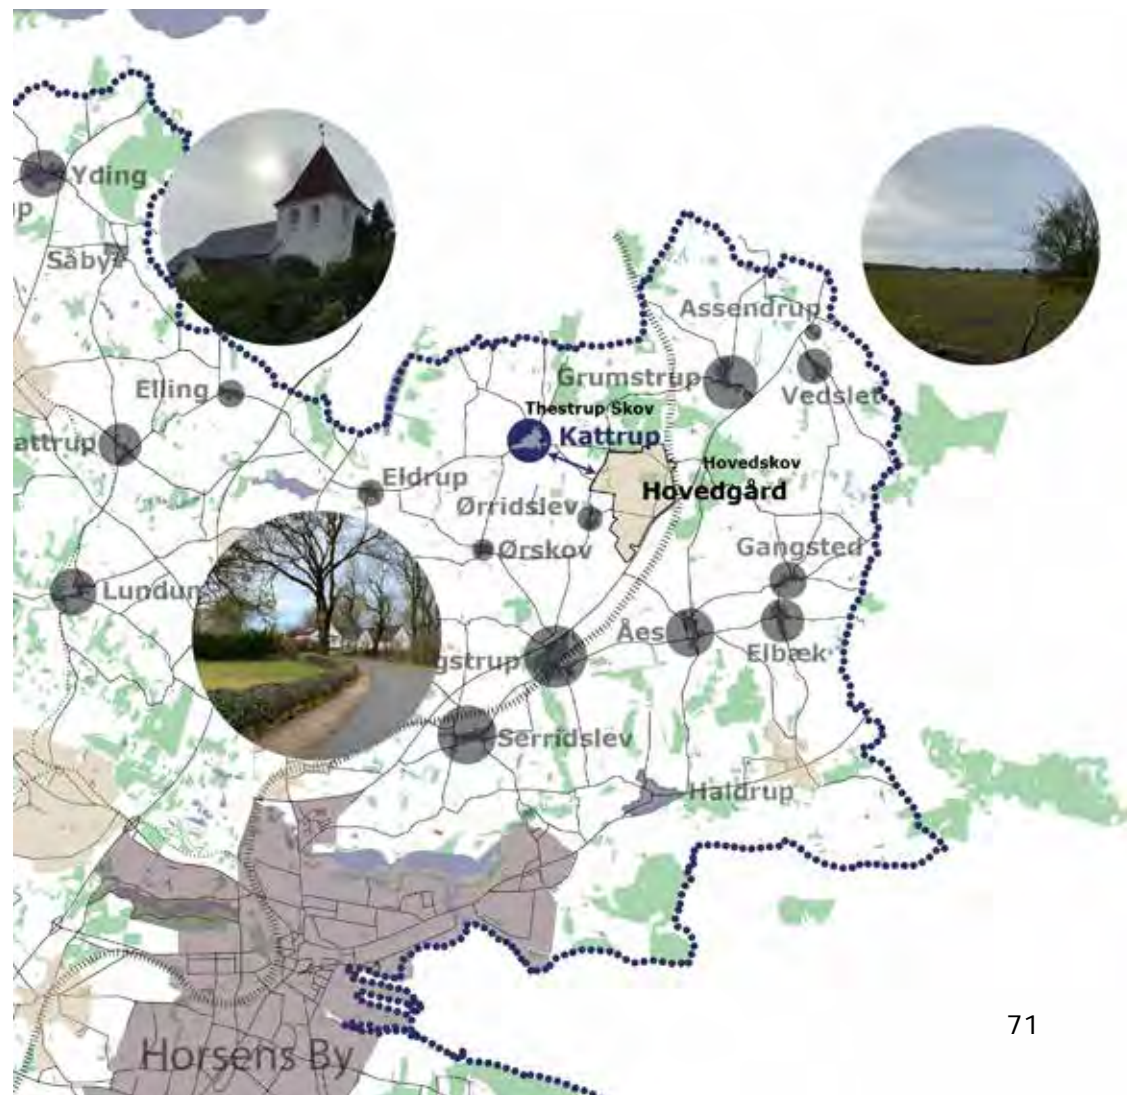 Yding
Såby
Assendrup
Grumstrup
Elling
Vedslet
Thestrup Skov
Kattrup
attrup
Hovedskov
Eldrup
Hovedgård
Ørridslev
Ørskov
Gangsted
Lundum
Åes
gstrup
Elbæk
Serridslev
Haldrup
71
Horsens By